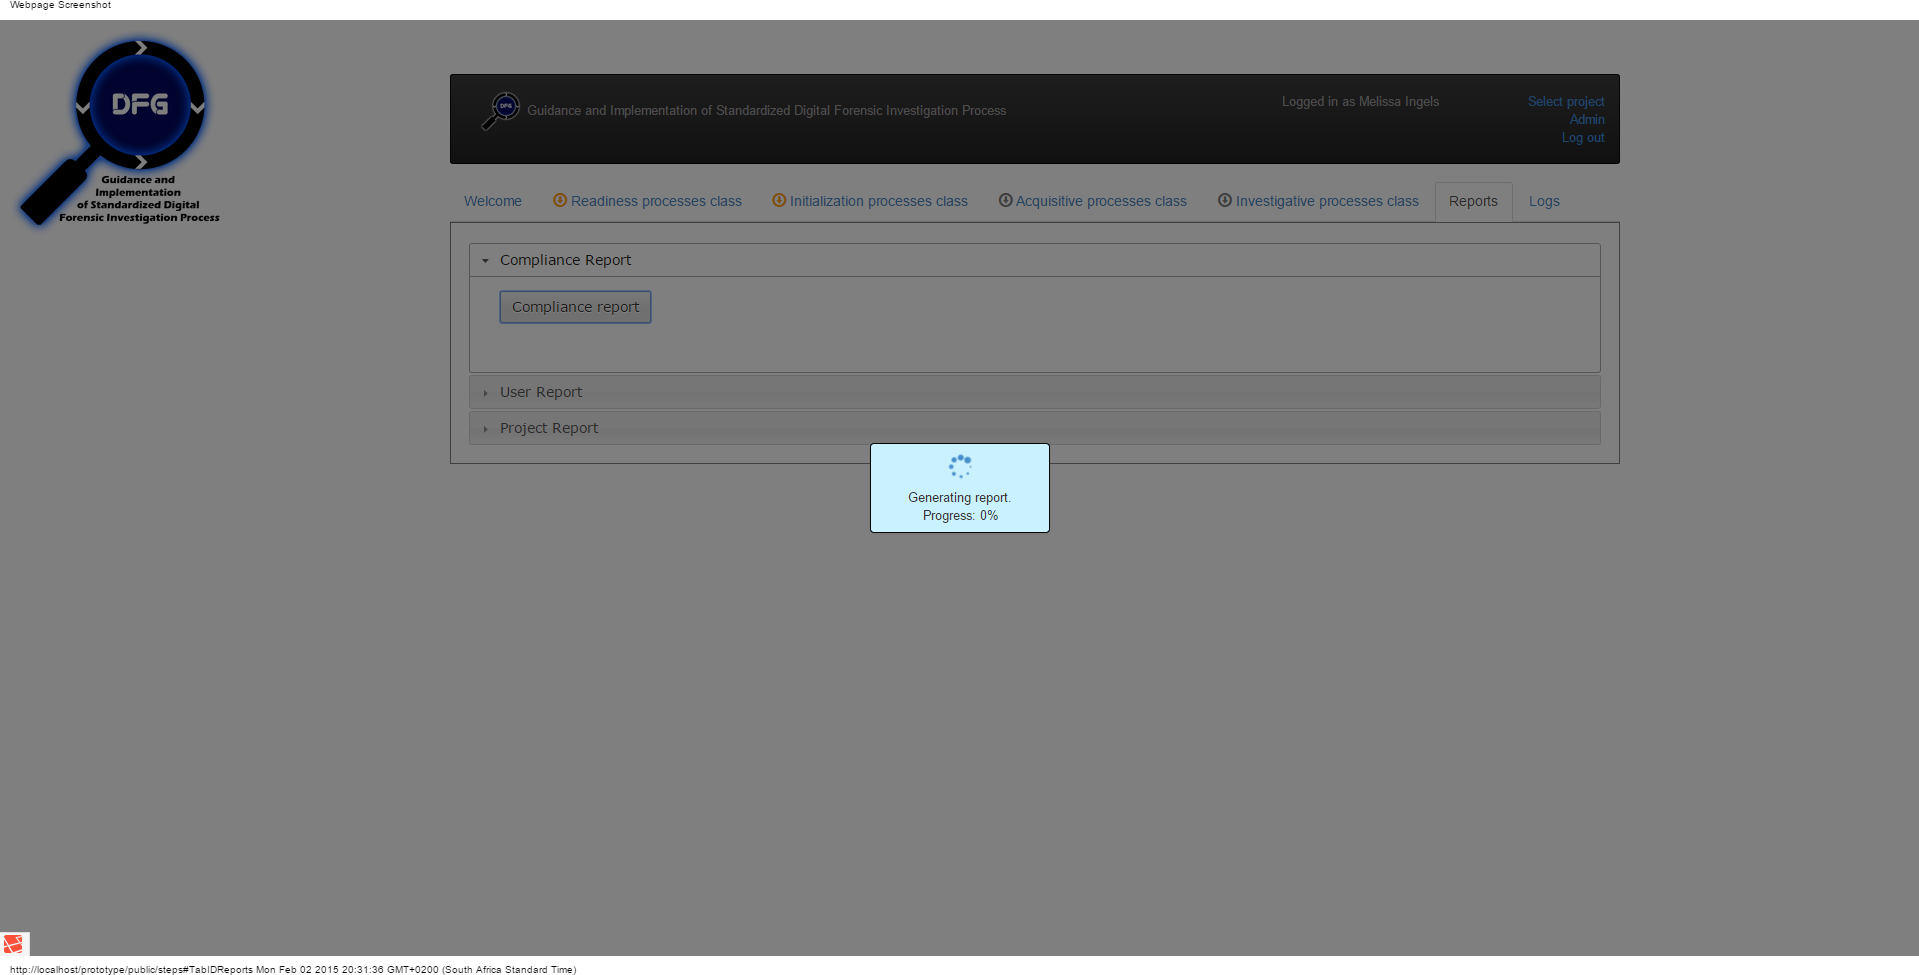 Webpage Screenshot
DFG
Guidance and
Implementation
of Standardized Digital
Forensic Investigation Process
DFG
Guidance and Implementation of Standardized Digital Forensic Investigation Process
Logged in as Melissa Ingels
Select project
Admin
Log out
Welcome
Readiness processes class
Initialization processes class
Acquisitive processes class
Investigative processes class
Reports
Logs
Compliance Report
Compliance report
User Report
Project Report
Generating report.
Progress: 0%
http://localhost/prototype/public/steps#TabIDReports Mon Feb 02 2015 20:31:36 GMT+0200 (South Africa Standard Time)